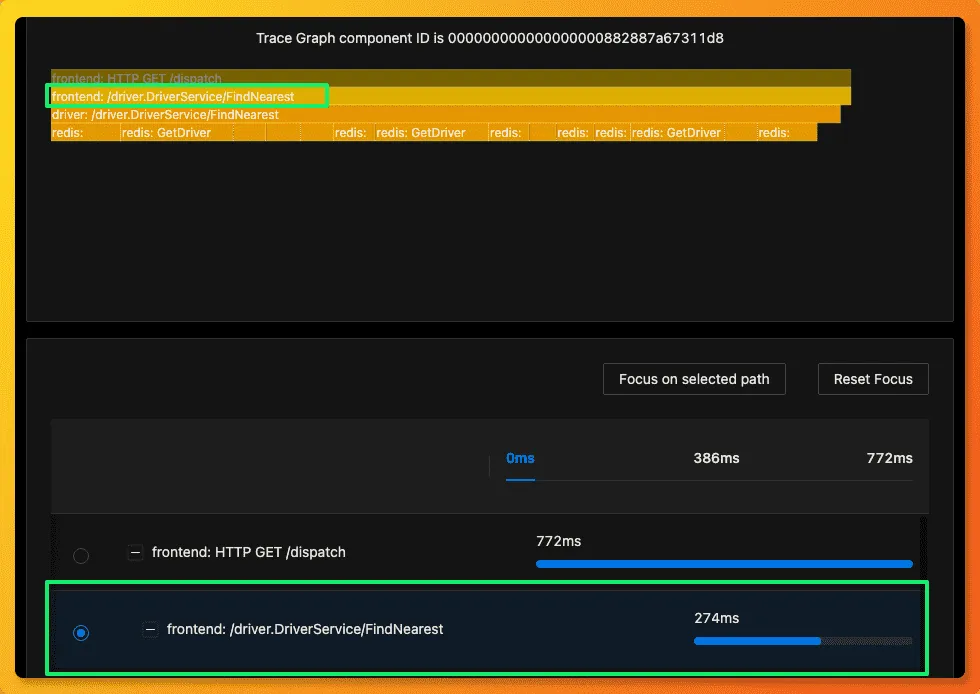 Trace Graph component ID is 00000000000000000882887a67311d8
frontend: HTTP GET /dispatch
frontend: /driver.DriverService/FindNearest
driver: /driver.DriverService/FindNearest
redis: redis: GetDriver redis: redis: GetDriver redis: redis: redis: redis: GetDriver redis:
Focus on selected path Reset Focus
0ms 386ms 772ms
772ms
frontend: HTTP GET /dispatch
274ms
frontend: /driver.DriverService/FindNearest